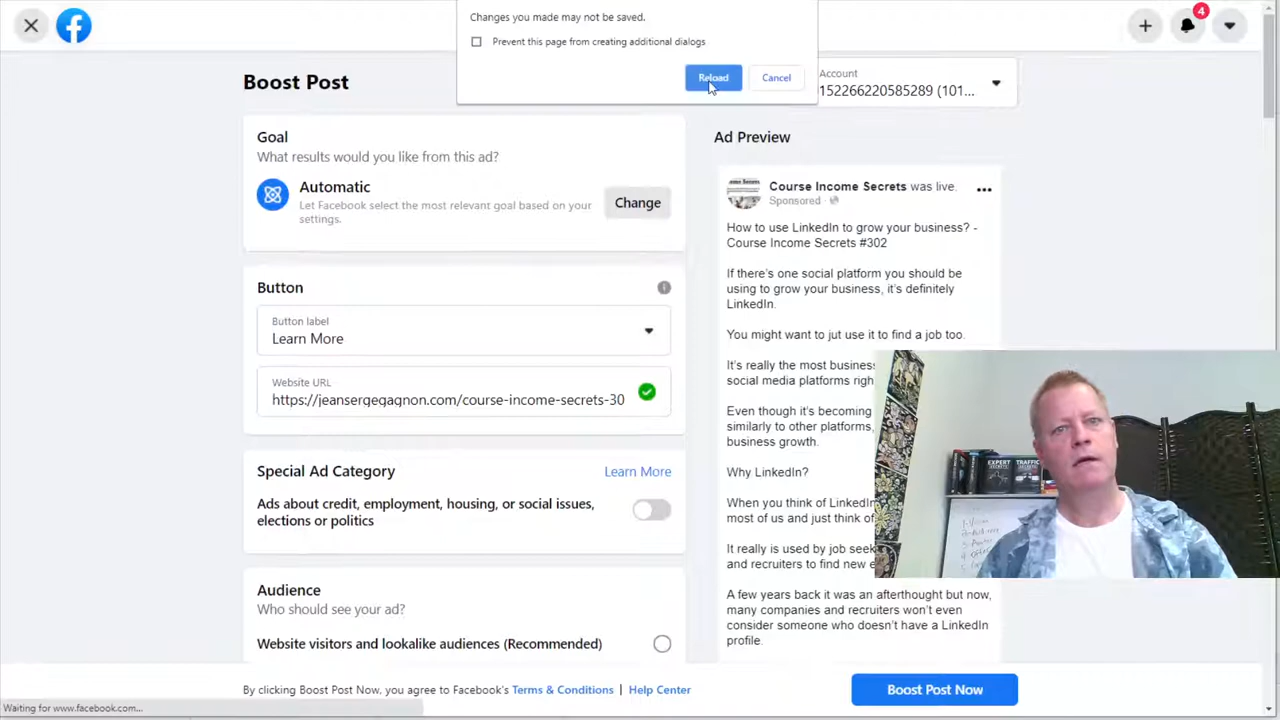 Changes you made may not be saved.
Prevent this page from creating additional dialogs
Reload
Cancel
4
Boost Post
Account
152266220585289 (101...
Goal
What results would you like from this ad?
Automatic
Let Facebook select the most relevant goal based on your
settings.
Change
Button
Button label
Learn More
Website URL
https://jeansergegagnon.com/course-income-secrets-30
Special Ad Category
Learn More
Ads about credit, employment, housing, or social issues,
elections or politics
Audience
Who should see your ad?
Website visitors and lookalike audiences (Recommended)
Ad Preview
Course Income Secrets was live.
Sponsored ·
How to use LinkedIn to grow your business? -
Course Income Secrets #302
If there's one social platform you should be
using to grow your business, it's definitely
LinkedIn.
You might want to jut use it to find a job too.
It's really the most business
social media platforms righ
Even though it's becoming
similarly to other platforms,
business growth.
Why LinkedIn?
When you think of LinkedIn
most of us and just think of
It really is used by job seek
and recruiters to find new e
A few years back it was an afterthought but now,
many companies and recruiters won't even
consider someone who doesn't have a LinkedIn
profile.
EXPERT
SECRETS
TRAFFIC
SECRETS
By clicking Boost Post Now, you agree to Facebook's Terms & Conditions | Help Center
Boost Post Now
Waiting for www.facebook.com...